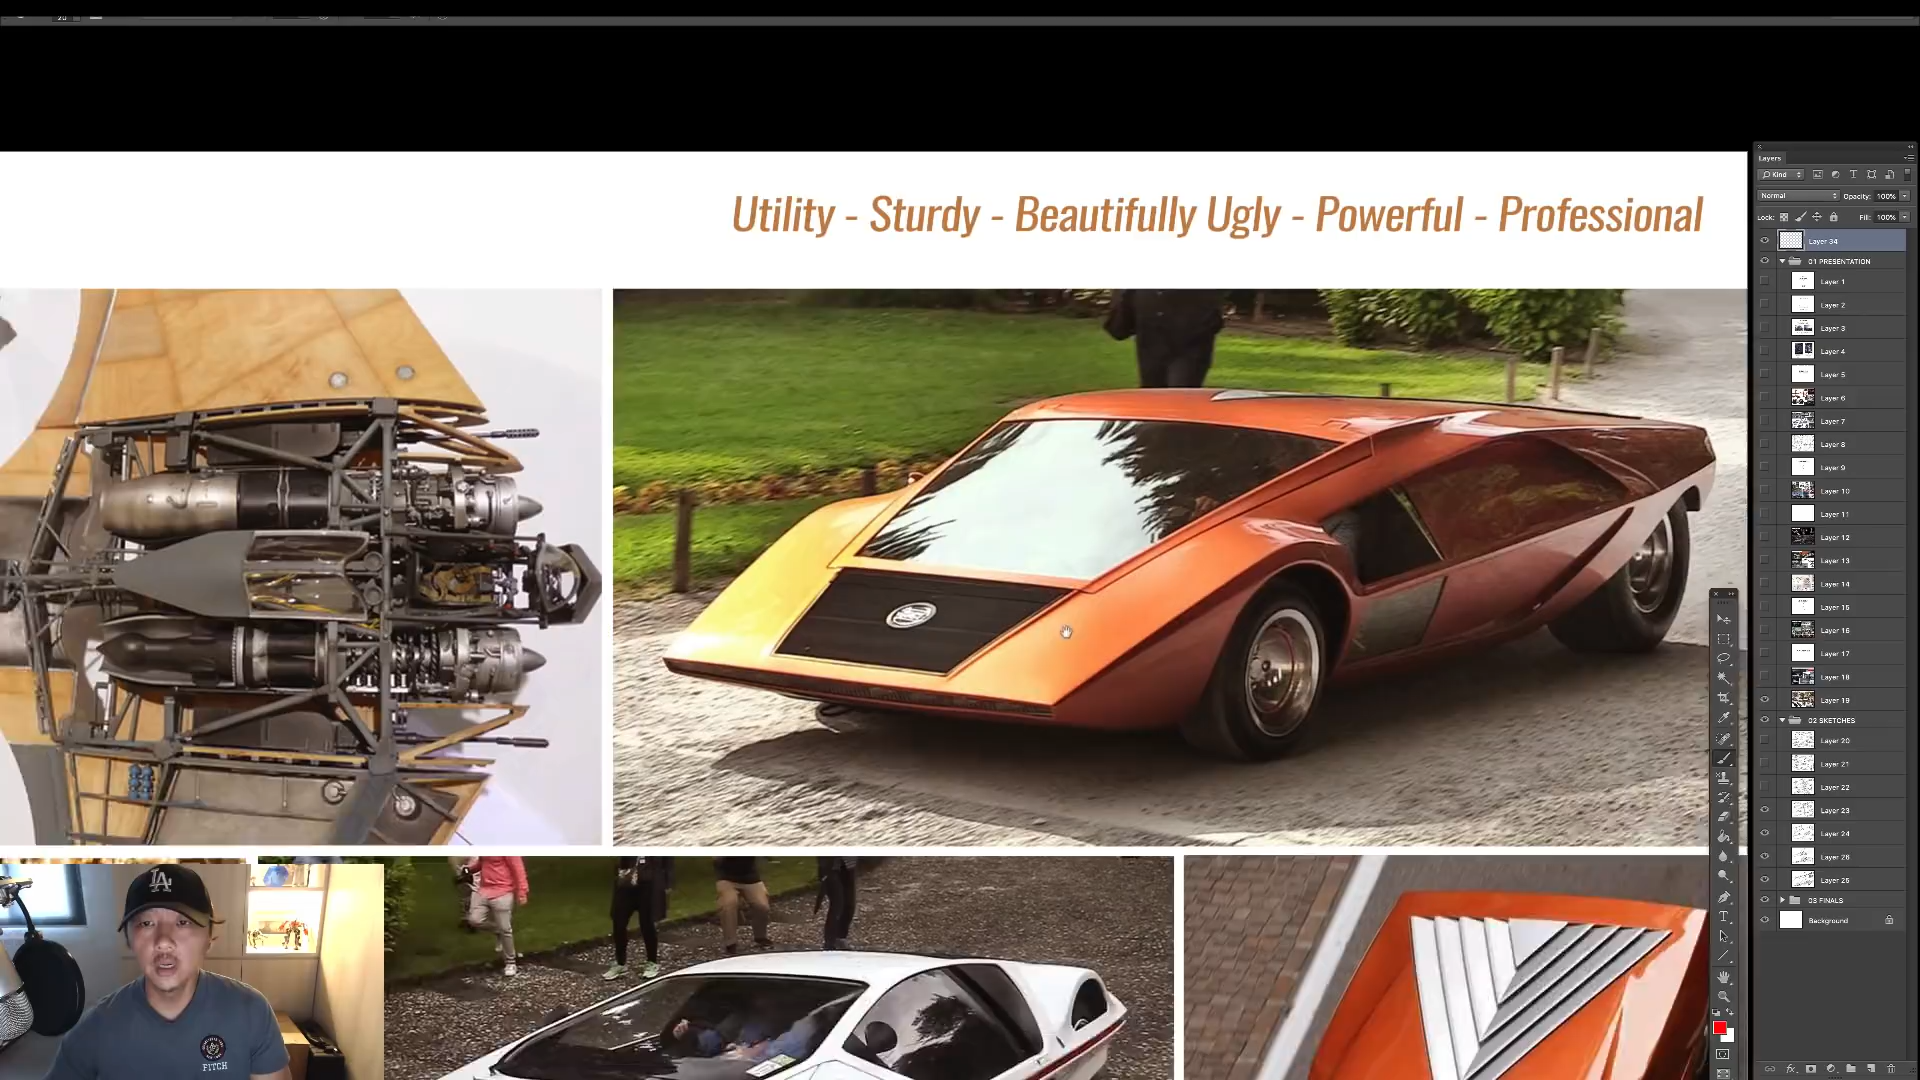 20
Utility - Sturdy - Beautifully Ugly - Powerful - Professional
Layers
Kind
Normal
Opacity: 100%
Lock:
Fill: 100%
Layer 34
01 PRESENTATION
Layer 1
Layer 2
Layer 3
Layer 4
Layer 5
Layer 6
Layer 7
Layer 8
Layer 9
Layer 10
Layer 11
Layer 12
Layer 13
Layer 14
Layer 15
Layer 16
Layer 17
Layer 18
Layer 19
02 SKETCHES
Layer 20
Layer 21
Layer 22
Layer 23
Layer 24
Layer 26
Layer 25
03 FINALS
Background
LA
FITCH